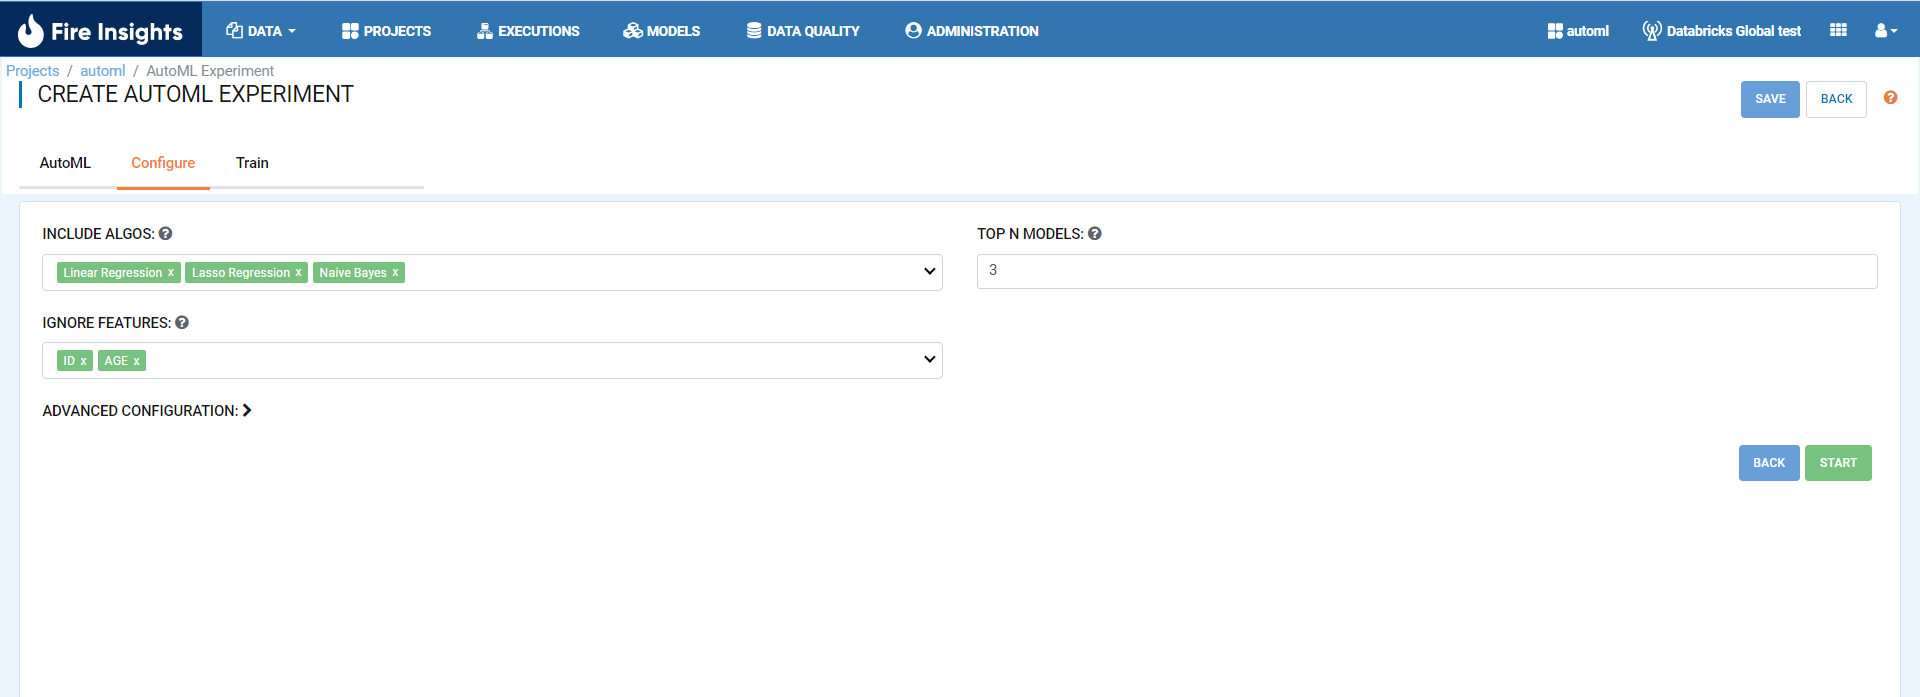 Fire Insights DATA PROJECTS EXECUTIONS MODELS DATA QUALITY ADMINISTRATION automl Databricks Global test
Projects / automl / AutoML Experiment
CREATE AUTOML EXPERIMENT
SAVE BACK ?
AutoML Configure Train
INCLUDE ALGOS: ? TOP N MODELS: ?
Linear Regression x Lasso Regression x Naive Bayes x 3
IGNORE FEATURES: ?
ID x AGE x
ADVANCED CONFIGURATION:
BACK START